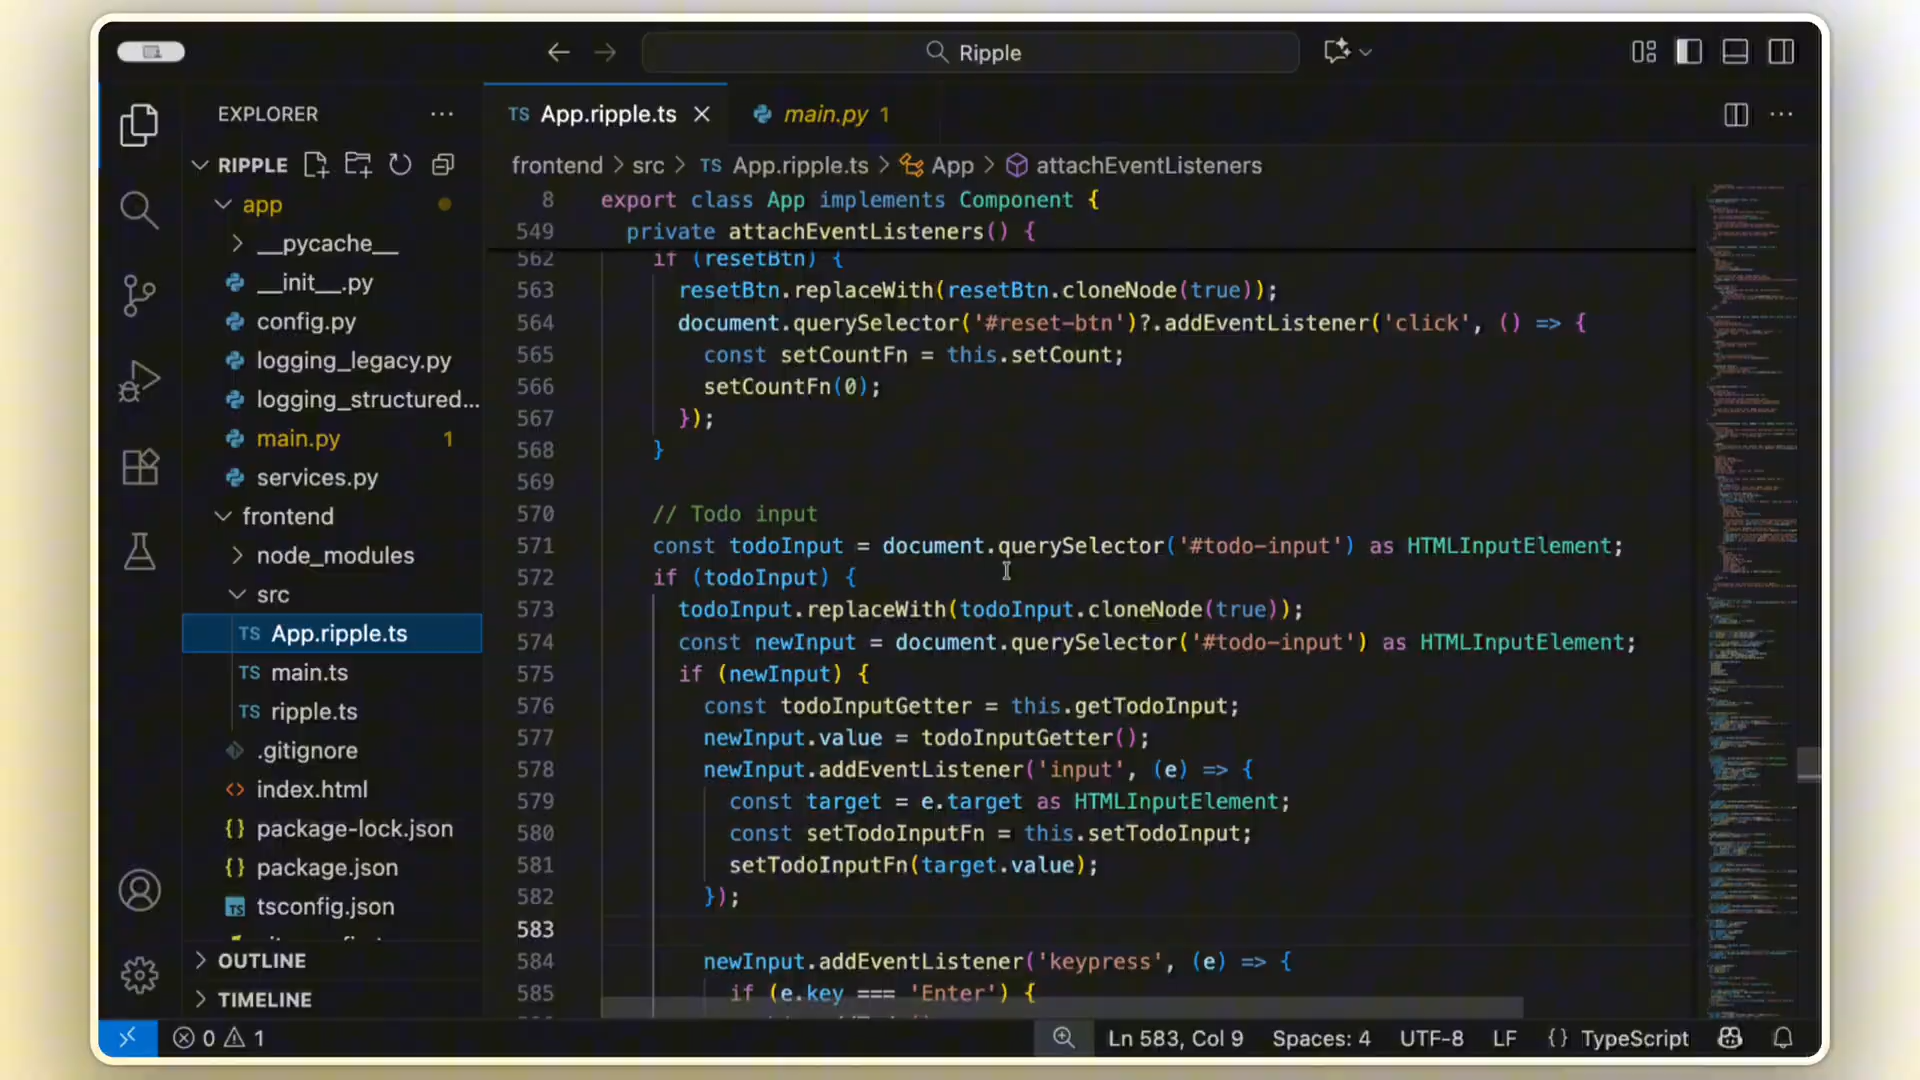 Ripple
EXPLORER
RIPPLE
app
__pycache__
__init__.py
config.py
logging_legacy.py
logging_structured...
main.py 1
services.py
frontend
node_modules
src
TS App.ripple.ts
TS main.ts
TS ripple.ts
.gitignore
<> index.html
{} package-lock.json
{} package.json
TS tsconfig.json
OUTLINE
TIMELINE
TS App.ripple.ts
main.py 1
frontend > src > TS App.ripple.ts > App > attachEventListeners
8 export class App implements Component {
549 private attachEventListeners() {
562 if (resetBtn) {
563 resetBtn.replaceWith(resetBtn.cloneNode(true));
564 document.querySelector('#reset-btn')?.addEventListener('click', () => {
565 const setCountFn = this.setCount;
566 setCountFn(0);
567 });
568 }
569
570 // Todo input
571 const todoInput = document.querySelector('#todo-input') as HTMLInputElement;
572 if (todoInput) {
573 todoInput.replaceWith(todoInput.cloneNode(true));
574 const newInput = document.querySelector('#todo-input') as HTMLInputElement;
575 if (newInput) {
576 const todoInputGetter = this.getTodoInput;
577 newInput.value = todoInputGetter();
578 newInput.addEventListener('input', (e) => {
579 const target = e.target as HTMLInputElement;
580 const setTodoInputFn = this.setTodoInput;
581 setTodoInputFn(target.value);
582 });
583
584 newInput.addEventListener('keypress', (e) => {
585 if (e.key === 'Enter') {
0 1
Ln 583, Col 9 Spaces: 4 UTF-8 LF {} TypeScript